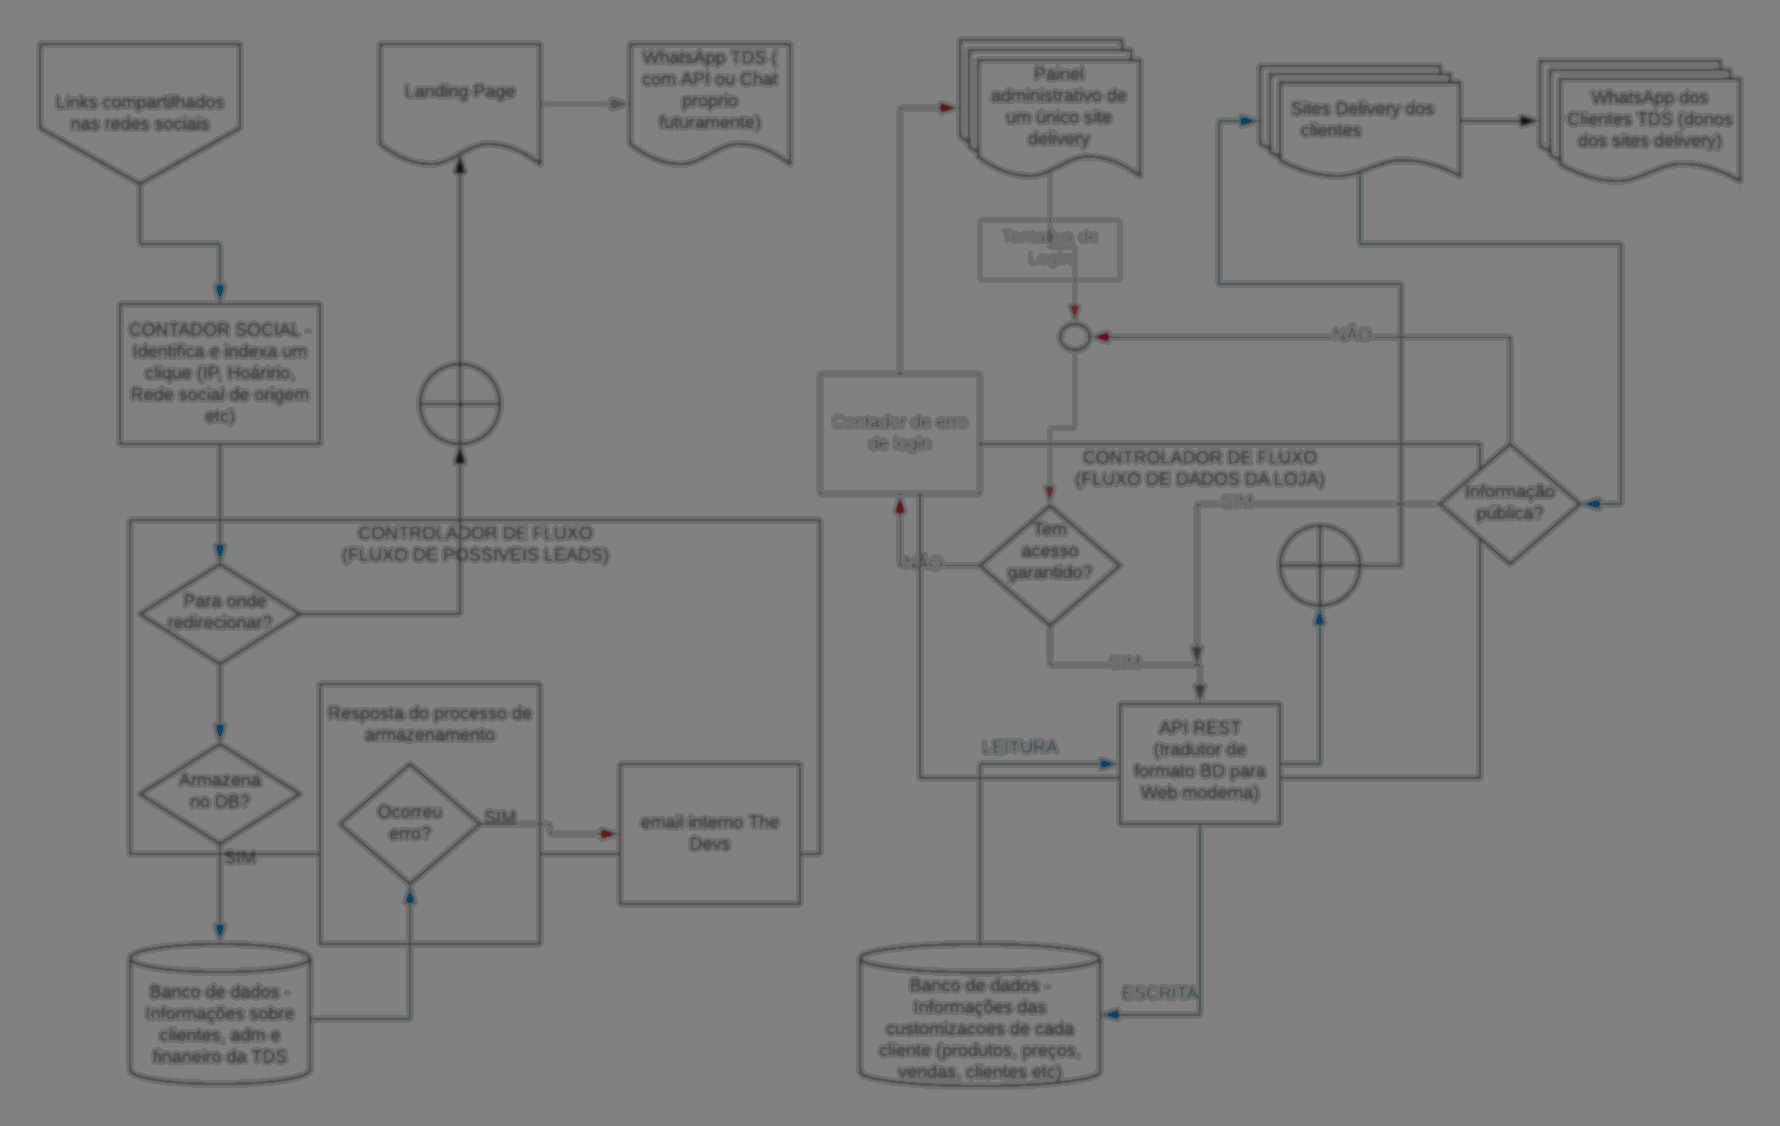 Links compartilhados
nas redes sociais
Landing Page
WhatsApp TDS (
com API ou Chat
proprio
futuramente)
Painel
administrativo de
um único site
delivery
Sites Delivery dos
clientes
WhatsApp dos
Clientes TDS (donos
dos sites delivery)
Tentativa de
Login
CONTADOR SOCIAL -
Identifica e indexa um
clique (IP, Hoáririo,
Rede social de origem
etc)
NÃO
Contador de erro
de login
CONTROLADOR DE FLUXO
(FLUXO DE DADOS DA LOJA)
SIM
Informação
pública?
CONTROLADOR DE FLUXO
(FLUXO DE POSSIVEIS LEADS)
Tem
acesso
garantido?
NÃO
Para onde
redirecionar?
SIM
Resposta do processo de
armazenamento
API REST
(tradutor de
formato BD para
Web moderna)
LEITURA
Armazena
no DB?
Ocorreu
erro?
SIM
email interno The
Devs
SIM
Banco de dados -
Informações sobre
clientes, adm e
finaneiro da TDS
Banco de dados -
Informações das
customizacoes de cada
cliente (produtos, preços,
vendas, clientes etc)
ESCRITA